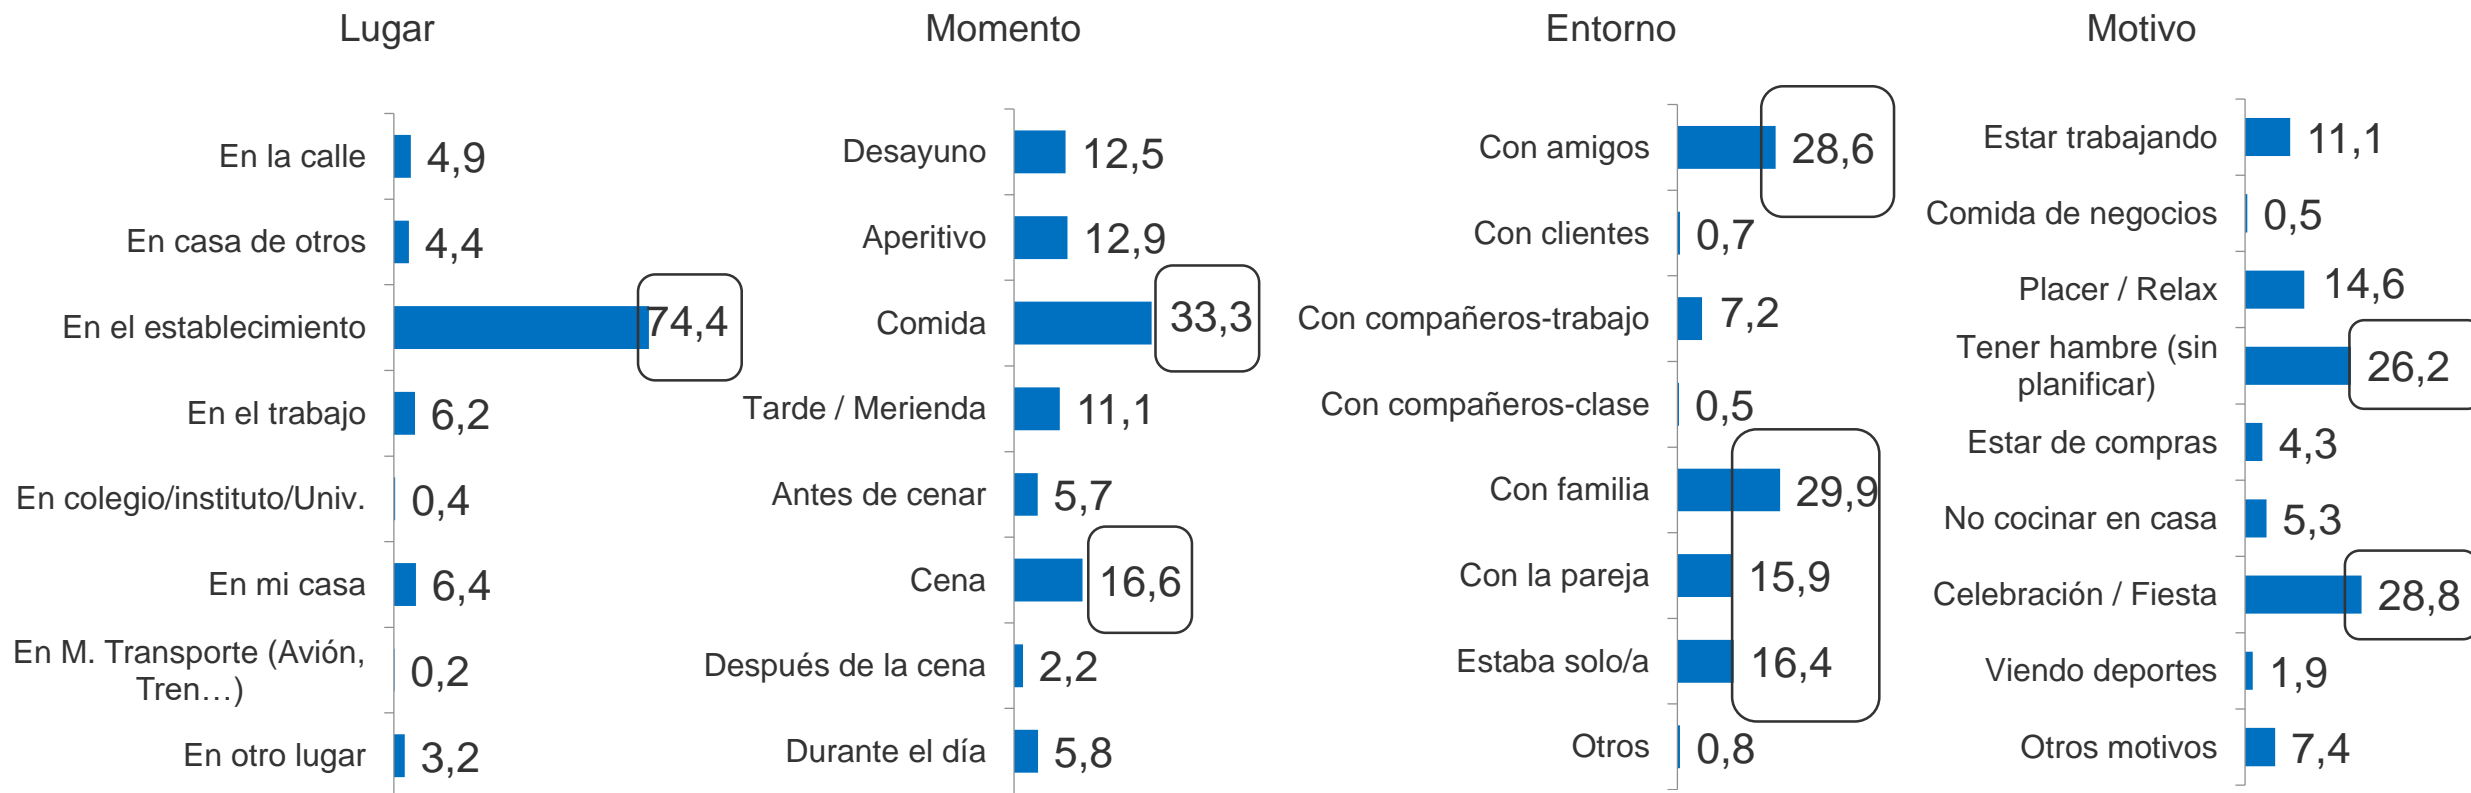 Lugar
En la calle 4,9
En casa de otros 4,4
En el establecimiento 74,4
En el trabajo 6,2
En colegio/instituto/Univ. 0,4
En mi casa 6,4
En M. Transporte (Avión,
Tren…) 0,2
En otro lugar 3,2
Momento
Desayuno 12,5
Aperitivo 12,9
Comida 33,3
Tarde / Merienda 11,1
Antes de cenar 5,7
Cena 16,6
Después de la cena 2,2
Durante el día 5,8
Entorno
Con amigos 28,6
Con clientes 0,7
Con compañeros-trabajo 7,2
Con compañeros-clase 0,5
Con familia 29,9
Con la pareja 15,9
Estaba solo/a 16,4
Otros 0,8
Motivo
Estar trabajando 11,1
Comida de negocios 0,5
Placer / Relax 14,6
Tener hambre (sin
planificar) 26,2
Estar de compras 4,3
No cocinar en casa 5,3
Celebración / Fiesta 28,8
Viendo deportes 1,9
Otros motivos 7,4